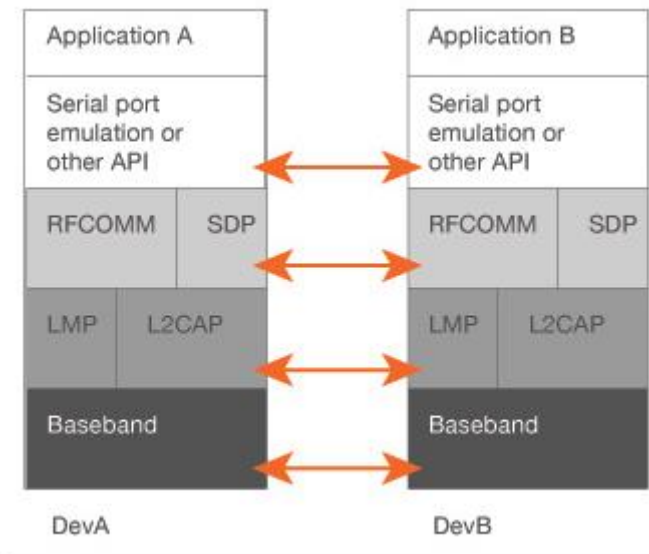 Application A
Serial port
emulation or
other API
RFCOMM SDP
LMP L2CAP
Baseband
DevA
Application B
Serial port
emulation or
other API
RFCOMM SDP
LMP L2CAP
Baseband
DevB